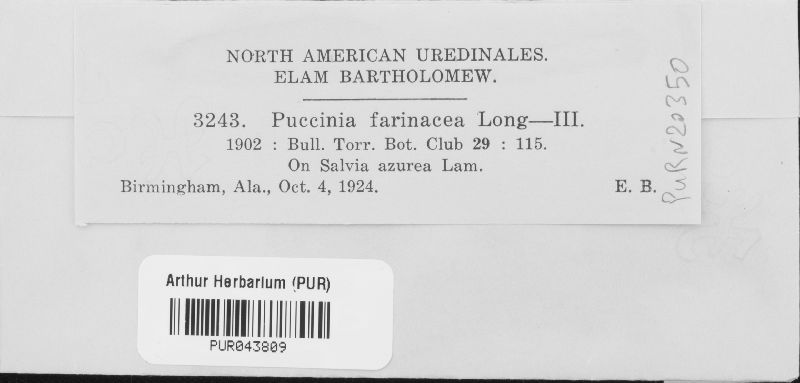 NORTH AMERICAN UREDINALES.
ELAM BARTHOLOMEW.
3243. Puccinia farinacea Long—III.
1902 : Bull. Torr. Bot. Club 29 : 115.
On Salvia azurea Lam.
Birmingham, Ala., Oct. 4, 1924. E. B.
PURN20350
Arthur Herbarium (PUR)
PUR043809